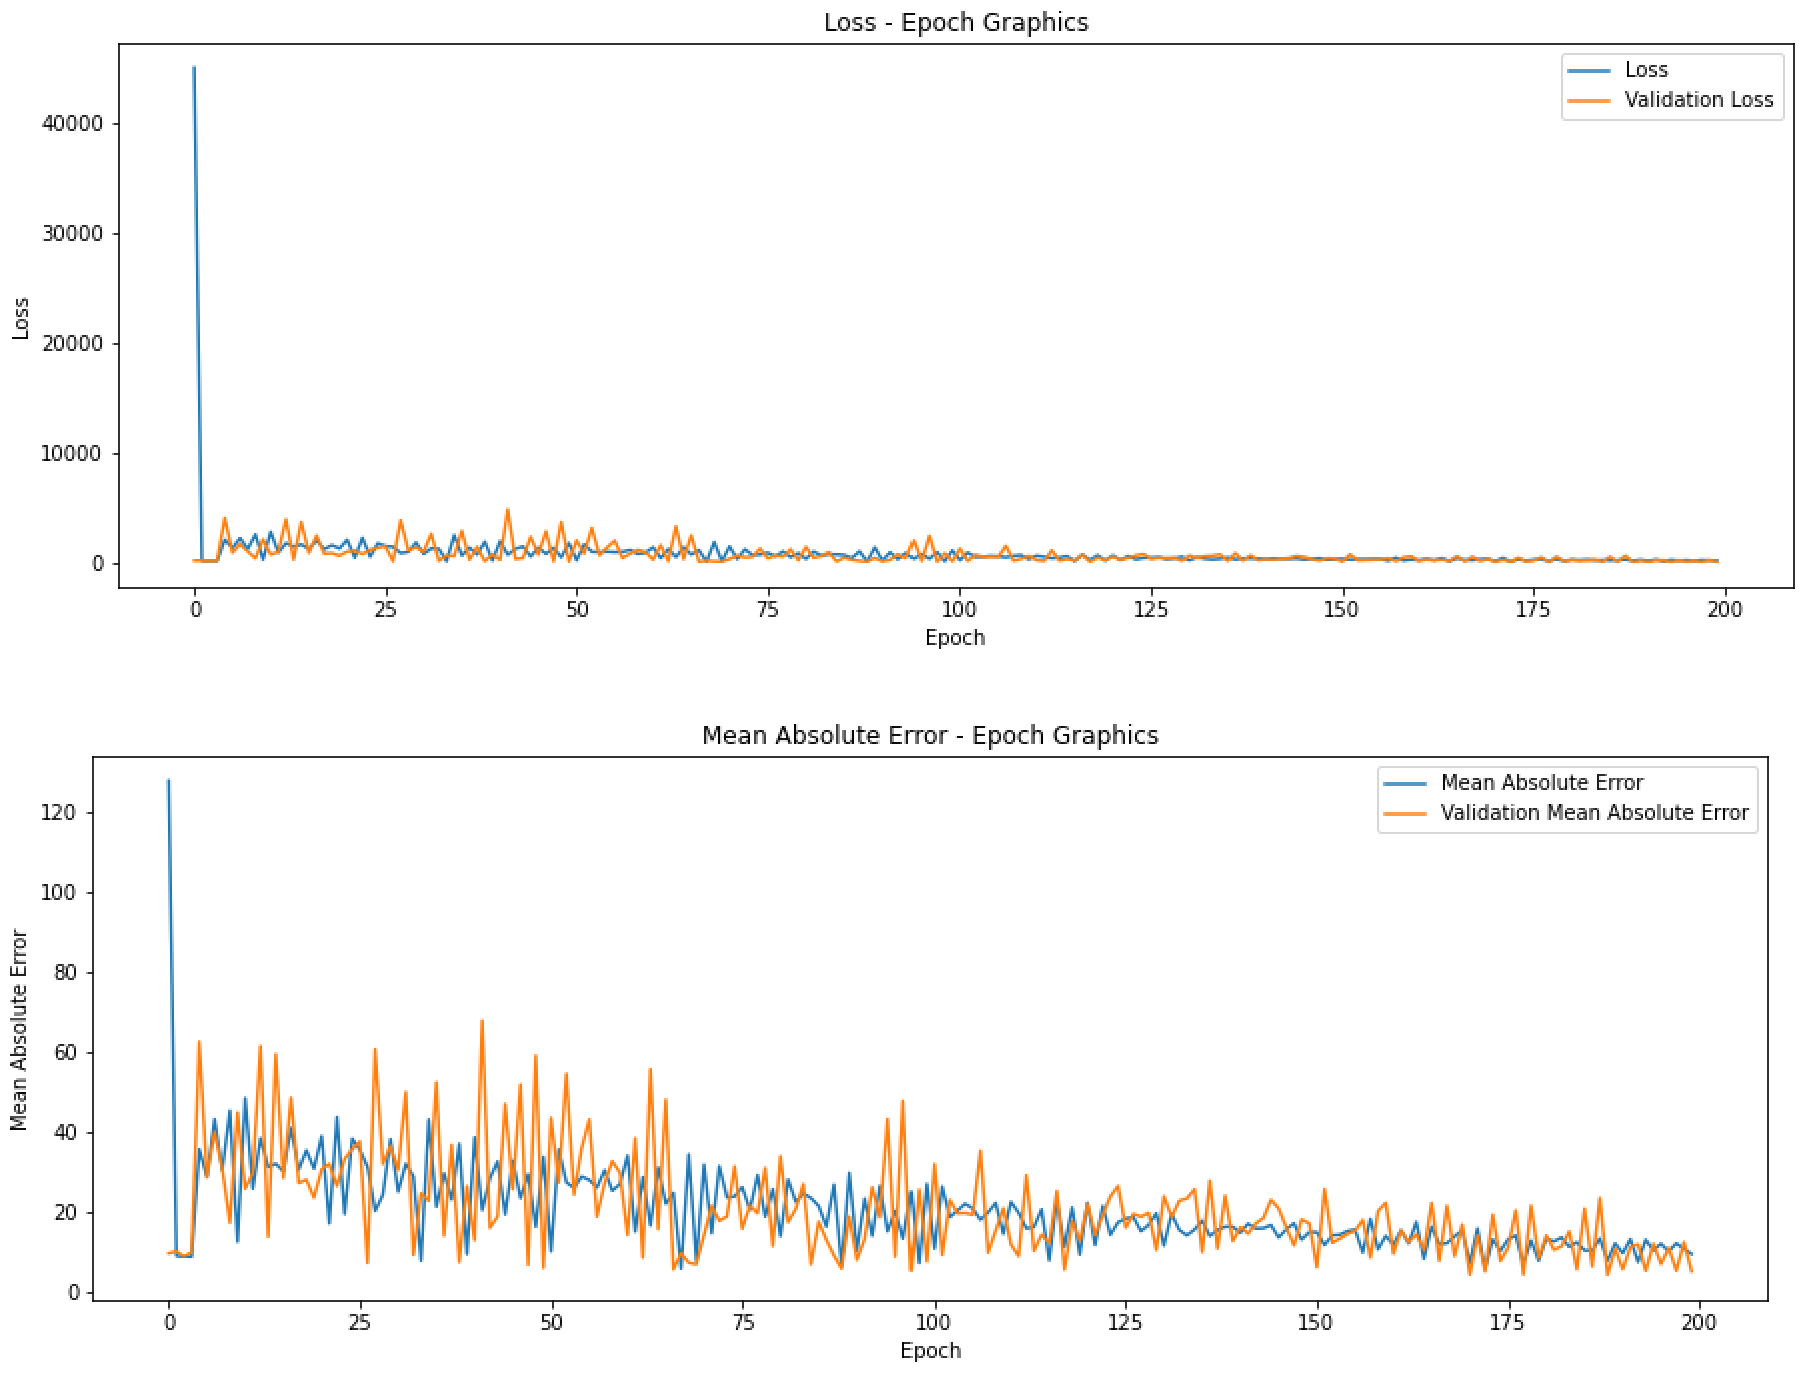 Loss - Epoch Graphics
Loss
Validation Loss
40000
30000
20000
10000
0
Loss
0 25 50 75 100 125 150 175 200
Epoch
Mean Absolute Error - Epoch Graphics
Mean Absolute Error
Validation Mean Absolute Error
120
100
80
60
40
20
0
Mean Absolute Error
0 25 50 75 100 125 150 175 200
Epoch